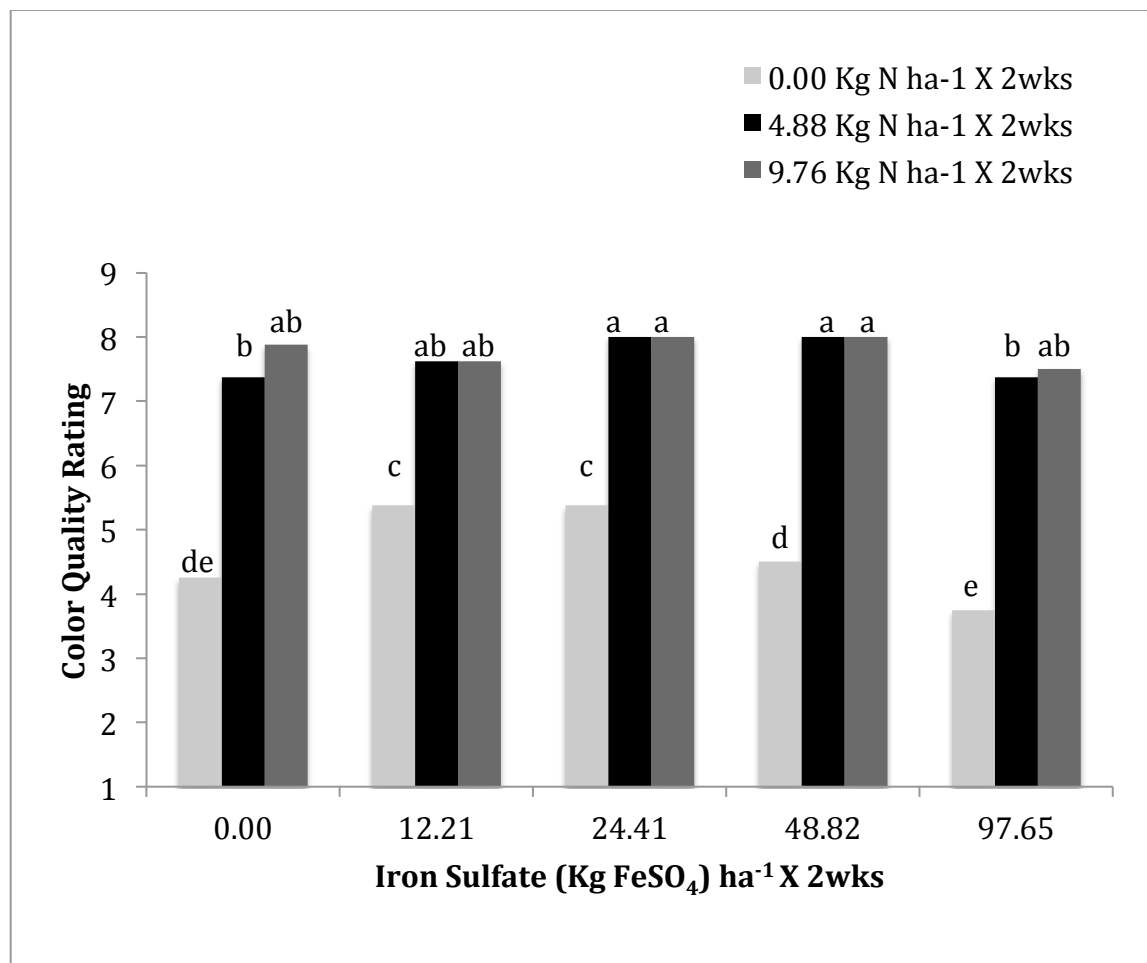 0.00 Kg N ha-1 X 2wks
4.88 Kg N ha-1 X 2wks
9.76 Kg N ha-1 X 2wks
Color Quality Rating
9
8
7
6
5
4
3
2
1
de b ab
c ab ab
c a a
d a a
e b ab
0.00 12.21 24.41 48.82 97.65
Iron Sulfate (Kg FeSO₄) ha⁻¹ X 2wks